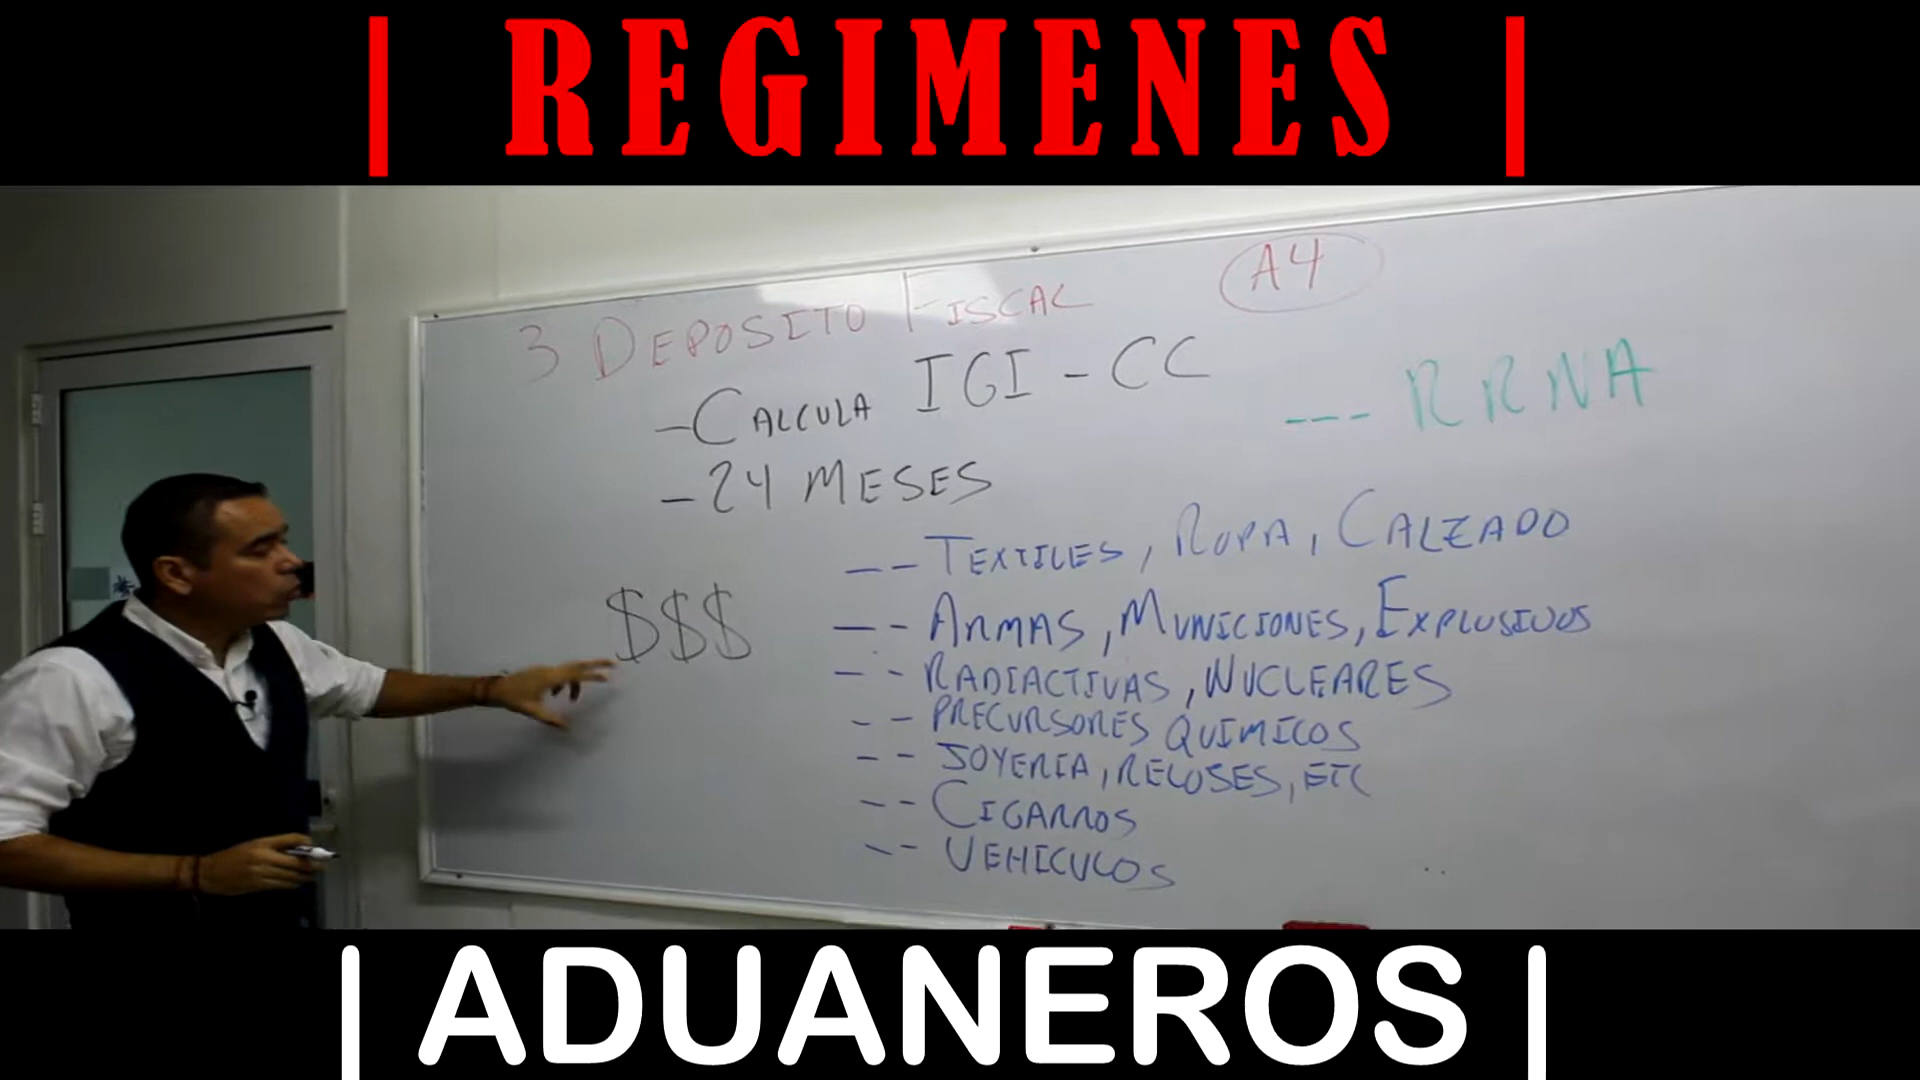 | REGIMENES |
3 DEPOSITO FISCAL A4
- CALCULA IGI - CC
--- RRNA
- 24 MESES
-- TEXTILES, ROPA, CALZADO
$$$
-- ARMAS, MUNICIONES, EXPLOSIVOS
-- RADIACTIVAS, NUCLEARES
-- PRECURSORES QUIMICOS
-- JOYERIA, RELOJES, ETC
-- CIGARROS
-- VEHICULOS
| ADUANEROS |